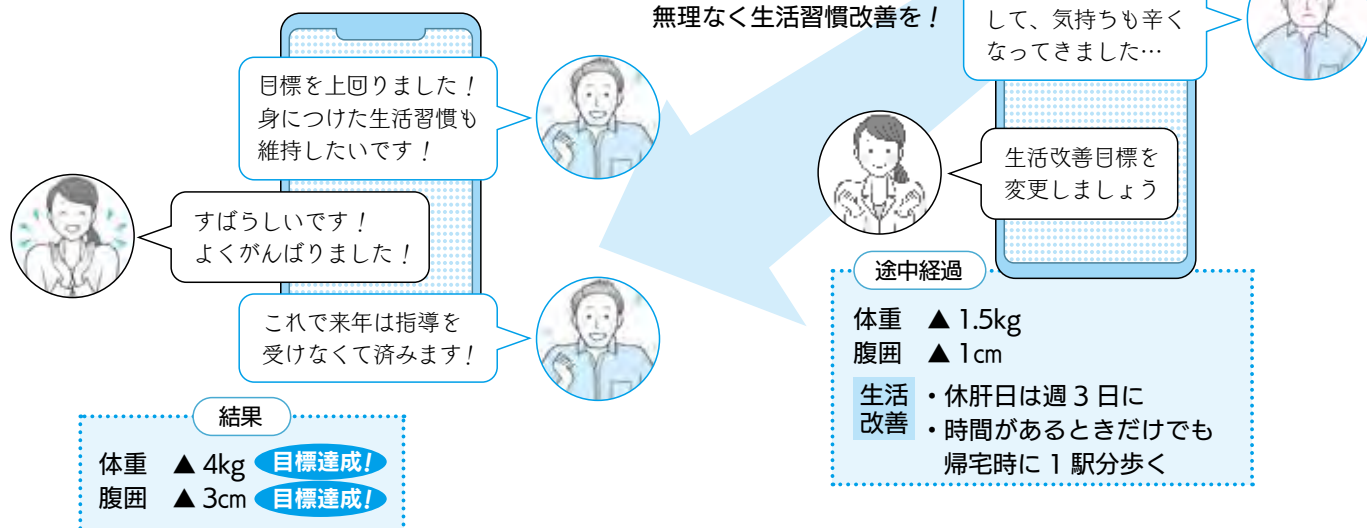 無理なく生活習慣改善を！
して、気持ちも辛く
なってきました…
生活改善目標を
変更しましょう
途中経過
体重 ▲ 1.5kg
腹囲 ▲ 1cm
生活
改善
・休肝日は週 3 日に
・時間があるときだけでも
帰宅時に 1 駅分歩く
目標を上回りました！
身につけた生活習慣も
維持したいです！
すばらしいです！
よくがんばりました！
これで来年は指導を
受けなくて済みます！
結果
体重 ▲ 4kg 目標達成！
腹囲 ▲ 3cm 目標達成！